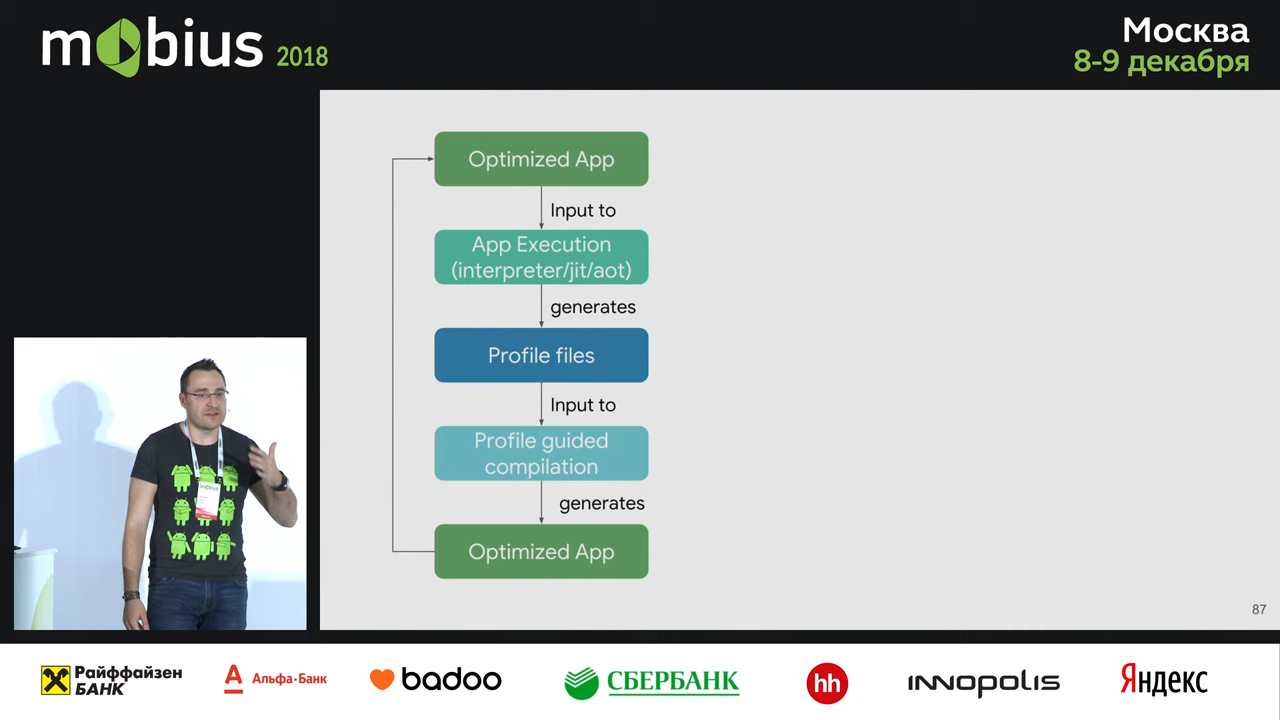 mobius 2018
Москва
8-9 декабря
Optimized App
Input to
App Execution
(interpreter/jit/aot)
generates
Profile files
Input to
Profile guided
compilation
generates
Optimized App
87
Райффайзен
БАНК
Альфа·Банк
badoo
СБЕРБАНК
hh
INNOPOLIS
Яндекс